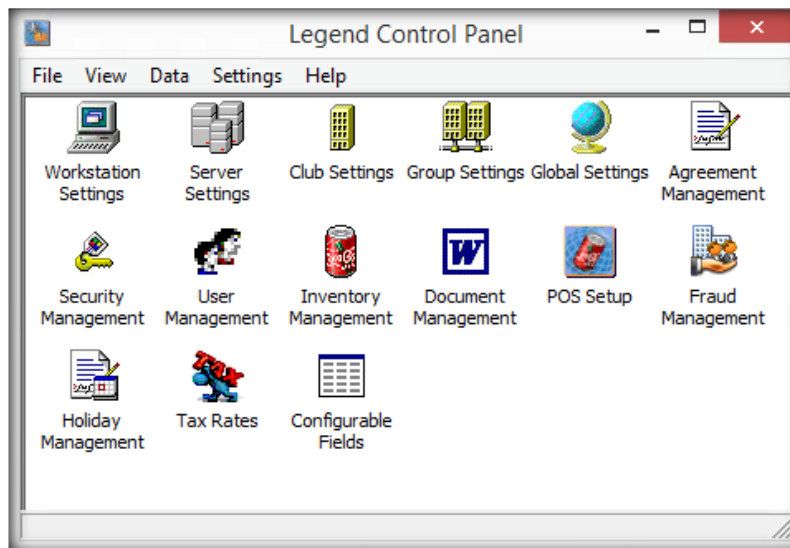 Legend Control Panel
File View Data Settings Help
Workstation Settings
Server Settings
Club Settings
Group Settings
Global Settings
Agreement Management
Security Management
User Management
Inventory Management
W
Document Management
POS Setup
Fraud Management
Holiday Management
TAX
Tax Rates
Configurable Fields